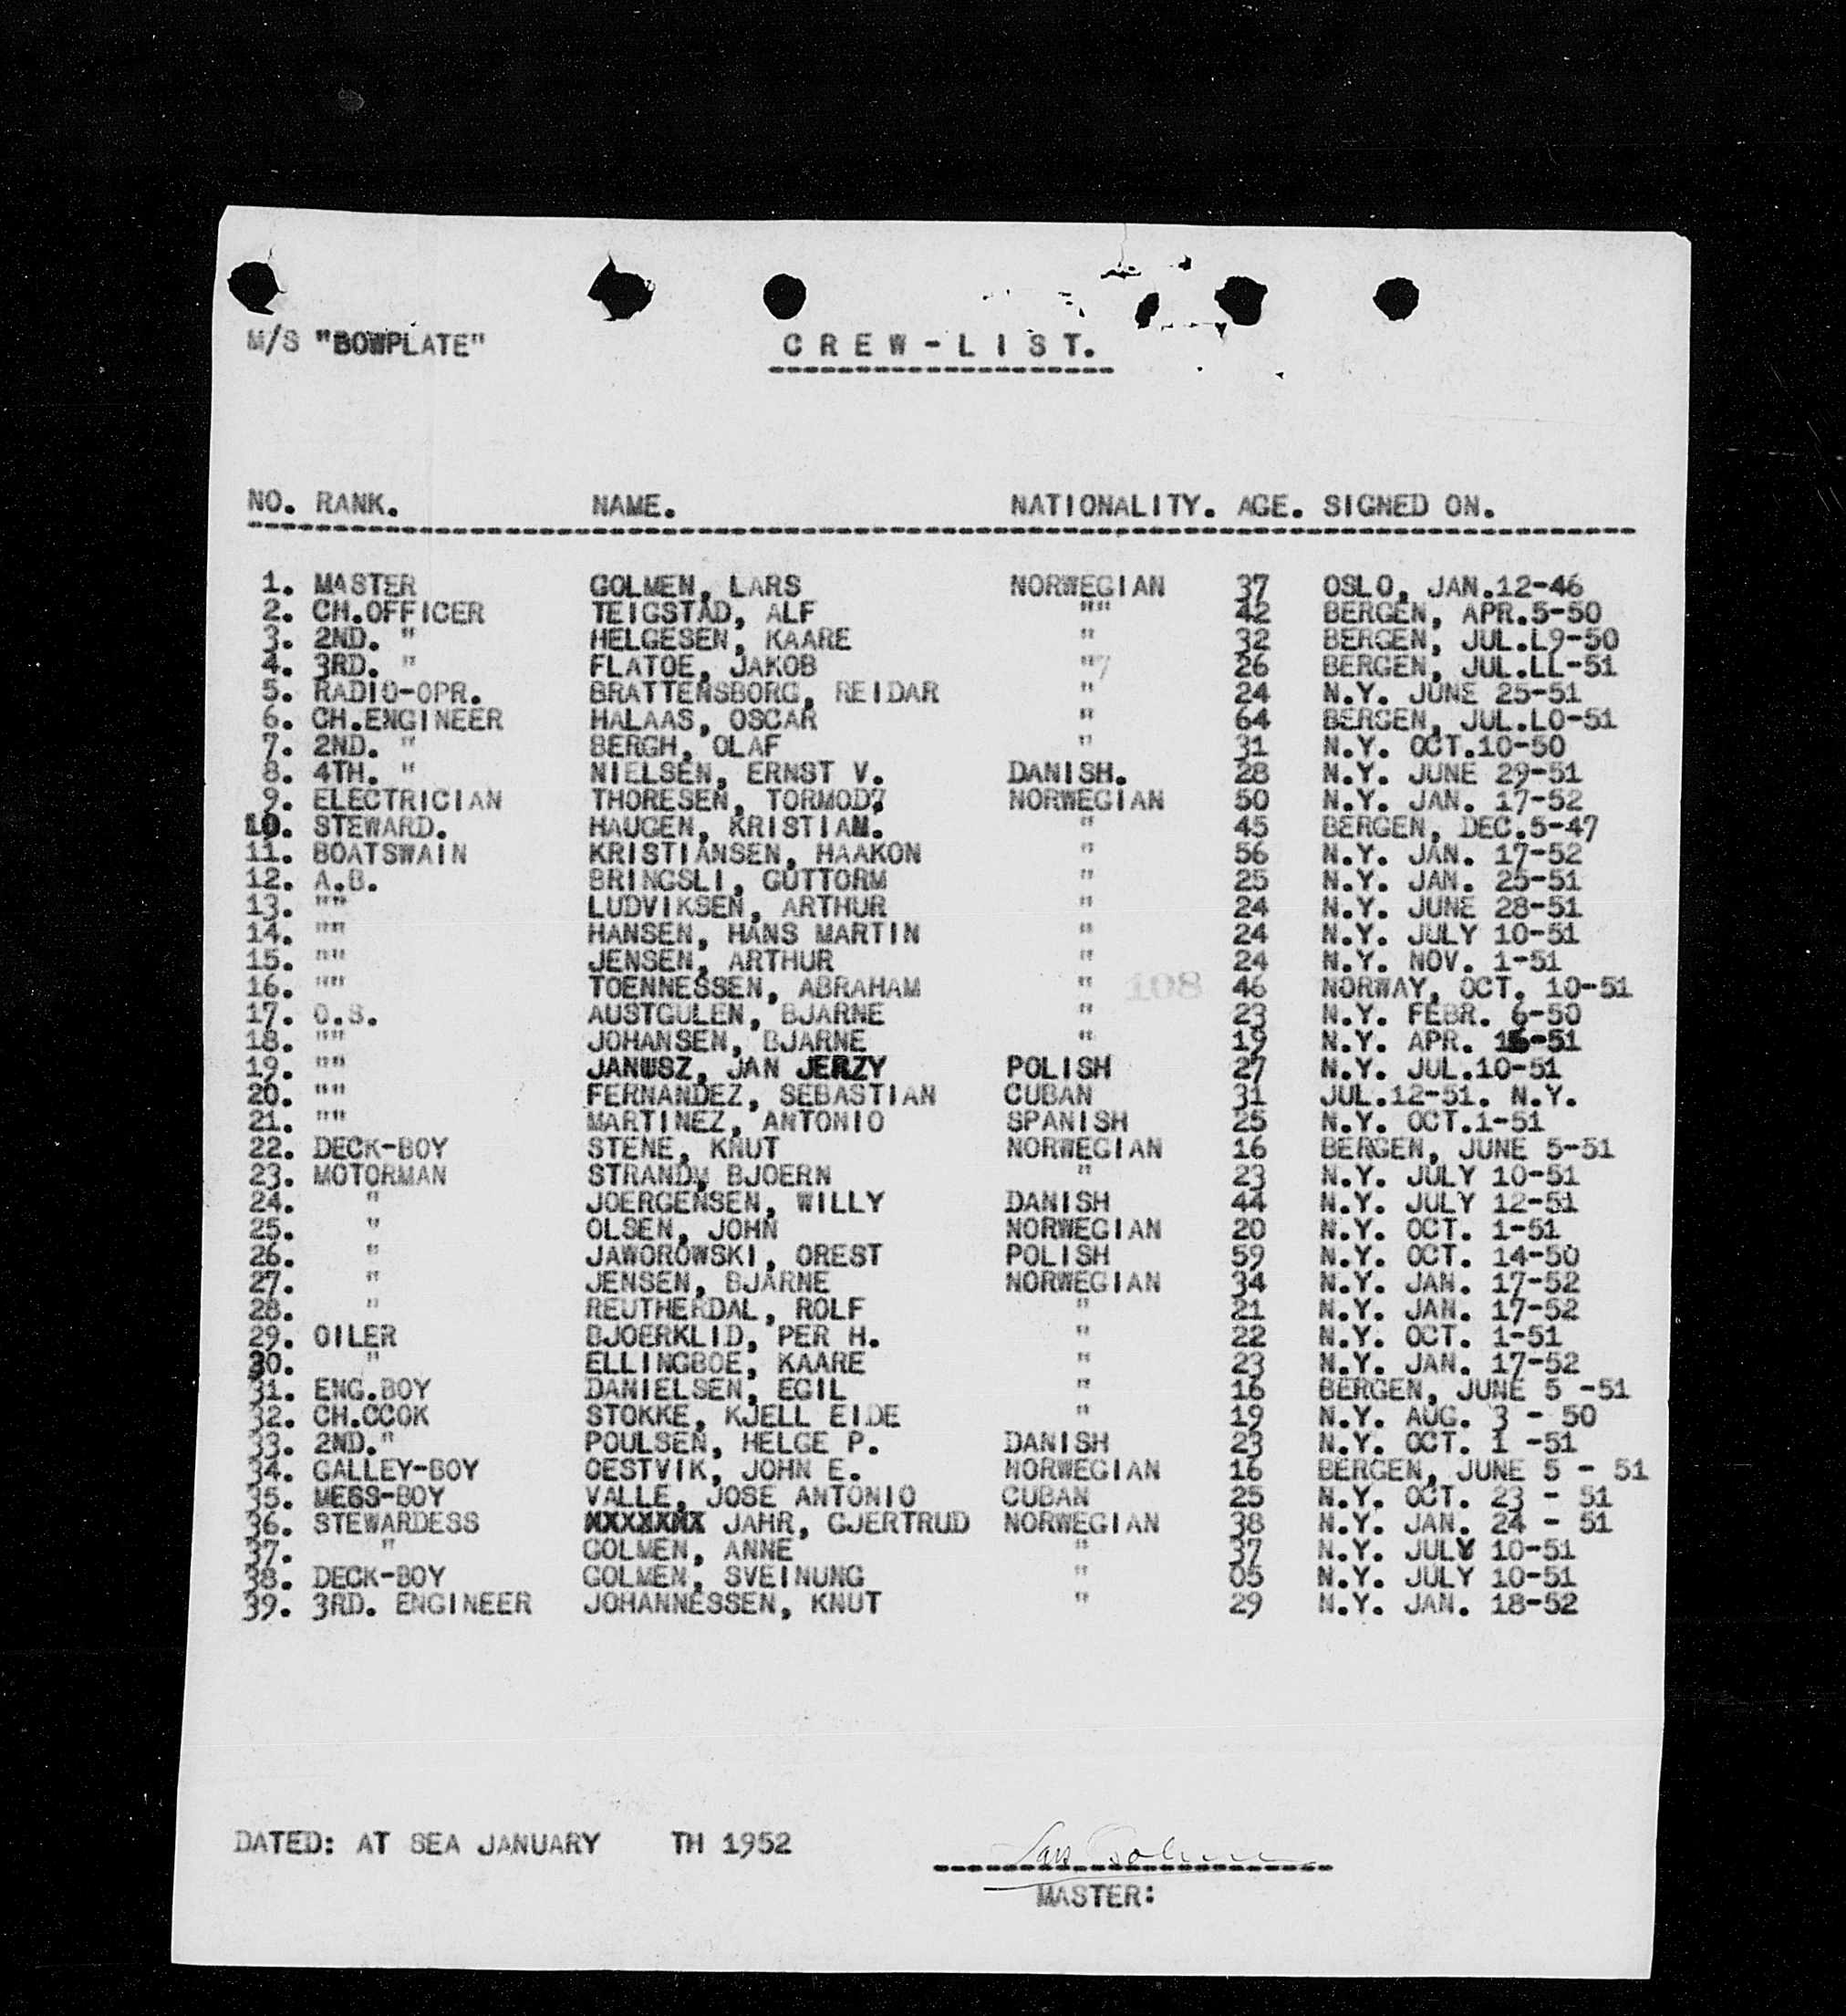 M/S "BOWPLATE" CREW-LIST.
NO. RANK. NAME. NATIONALITY. AGE. SIGNED ON.
1. MASTER GOLMEN, LARS NORWEGIAN 37 OSLO, JAN.12-46
2. CH.OFFICER TEIGSTAD, ALF "" 42 BERGEN, APR.5-50
3. 2ND. " HELGESEN, KAARE " 32 BERGEN, JUL.L9-50
4. 3RD. " FLATOE, JAKOB "7 26 BERGEN, JUL.LL-51
5. RADIO-OPR. BRATTENSBORG, REIDAR " 24 N.Y. JUNE 25-51
6. CH.ENGINEER HALAAS, OSCAR " 64 BERGEN, JUL.L0-51
7. 2ND. " BERGH, OLAF " 31 N.Y. OCT.10-50
8. 4TH. " NIELSEN, ERNST V. DANISH. 28 N.Y. JUNE 29-51
9. ELECTRICIAN THORESEN, TORMOD? NORWEGIAN 50 N.Y. JAN. 17-52
10. STEWARD. HAUGEN, KRISTIAN. " 45 BERGEN, DEC.5-47
11. BOATSWAIN KRISTIANSEN, HAAKON " 56 N.Y. JAN. 17-52
12. A.B. BRINGSLI, GUTTORM " 25 N.Y. JAN. 25-51
13. "" LUDVIKSEN, ARTHUR " 24 N.Y. JUNE 28-51
14. "" HANSEN, HANS MARTIN " 24 N.Y. JULY 10-51
15. "" JENSEN, ARTHUR " 24 N.Y. NOV. 1-51
16. "" TOENNESSEN, ABRAHAM " 108 46 NORWAY, OCT. 10-51
17. O.S. AUSTGULEN, BJARNE " 23 N.Y. FEBR. 6-50
18. "" JOHANSEN, BJARNE " 19 N.Y. APR. -51
19. "" JANUSZ, JAN JERZY POLISH 27 N.Y. JUL.10-51
20. "" FERNANDEZ, SEBASTIAN CUBAN 31 JUL.12-51. N.Y.
21. "" MARTINEZ, ANTONIO SPANISH 25 N.Y. OCT.1-51
22. DECK-BOY STENE, KNUT NORWEGIAN 16 BERGEN, JUNE 5-51
23. MOTORMAN STRAND, BJOERN " 23 N.Y. JULY 10-51
24. " JOERGENSEN, WILLY DANISH 44 N.Y. JULY 12-51
25. " OLSEN, JOHN NORWEGIAN 20 N.Y. OCT. 1-51
26. " JAWOROWSKI, OREST POLISH 59 N.Y. OCT. 14-50
27. " JENSEN, BJARNE NORWEGIAN 34 N.Y. JAN. 17-52
28. " REUTHERDAL, ROLF " 21 N.Y. JAN. 17-52
29. OILER BJOERKLID, PER H. " 22 N.Y. OCT. 1-51
30. " ELLINGBOE, KAARE " 23 N.Y. JAN. 17-52
31. ENG.BOY DANIELSEN, EGIL " 16 BERGEN, JUNE 5 -51
32. CH.COOK STOKKE, KJELL EIDE " 19 N.Y. AUG. 3 - 50
33. 2ND." POULSEN, HELGE P. DANISH 23 N.Y. OCT. 1 -51
34. GALLEY-BOY OESTVIK, JOHN E. NORWEGIAN 16 BERGEN, JUNE 5 - 51
35. MESS-BOY VALLE, JOSE ANTONIO CUBAN 25 N.Y. OCT. 23 - 51
36. STEWARDESS XXXXXXX JAHR, GJERTRUD NORWEGIAN 38 N.Y. JAN. 24 - 51
37. " GOLMEN, ANNE " 37 N.Y. JULY 10-51
38. DECK-BOY GOLMEN, SVEINUNG " 05 N.Y. JULY 10-51
39. 3RD. ENGINEER JOHANNESSEN, KNUT " 29 N.Y. JAN. 18-52
DATED: AT SEA JANUARY TH 1952 Lars Golmen
MASTER: